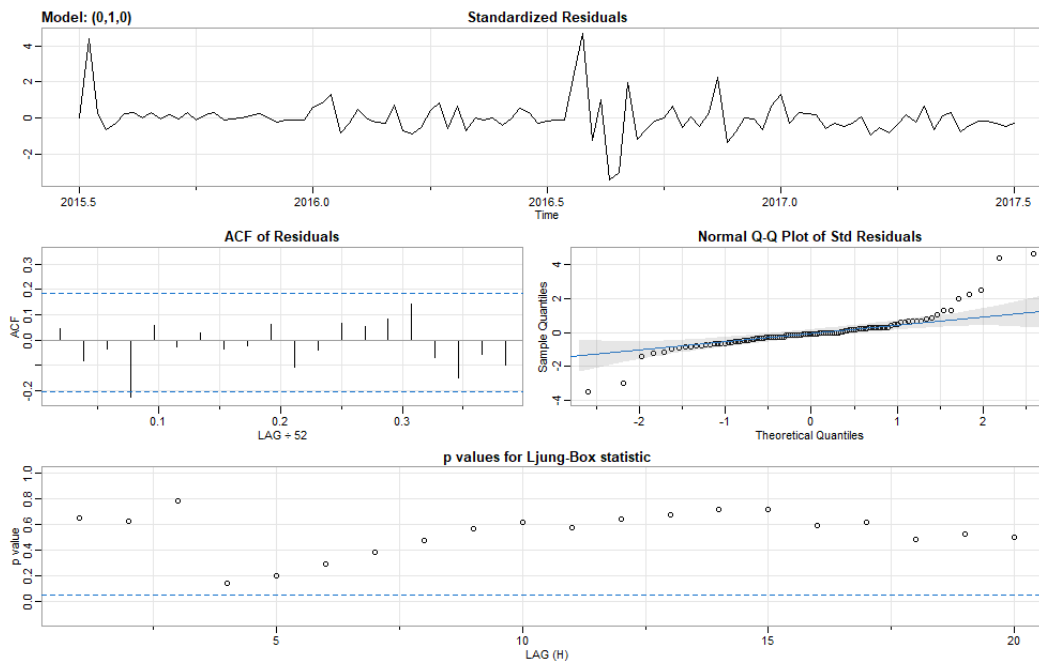 Model: (0,1,0) Standardized Residuals
4
2
0
-2
2015.5 2016.0 2016.5 2017.0 2017.5
Time
ACF of Residuals
ACF
0.3
0.2
0.1
0.0
-0.2
0.1 0.2 0.3
LAG ÷ 52
Normal Q-Q Plot of Std Residuals
Sample Quantiles
4
2
0
-2
-4
-2 -1 0 1 2
Theoretical Quantiles
p values for Ljung-Box statistic
p value
1.0
0.8
0.6
0.4
0.2
0.0
5 10 15 20
LAG (H)